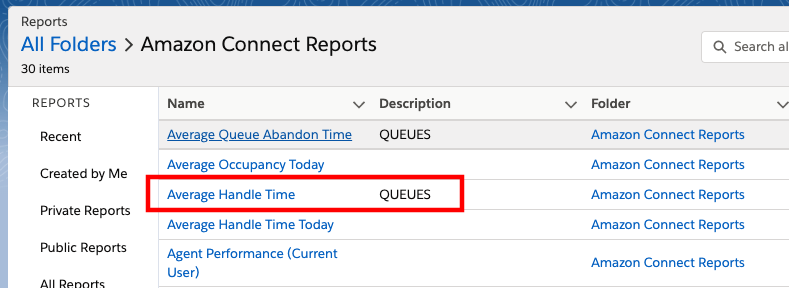 Reports
All Folders > Amazon Connect Reports
30 items
Search al
REPORTS
Name Description Folder
Recent
Average Queue Abandon Time QUEUES Amazon Connect Reports
Average Occupancy Today Amazon Connect Reports
Created by Me
Average Handle Time QUEUES Amazon Connect Reports
Private Reports
Average Handle Time Today Amazon Connect Reports
Public Reports
Agent Performance (Current
User) Amazon Connect Reports
All Reports